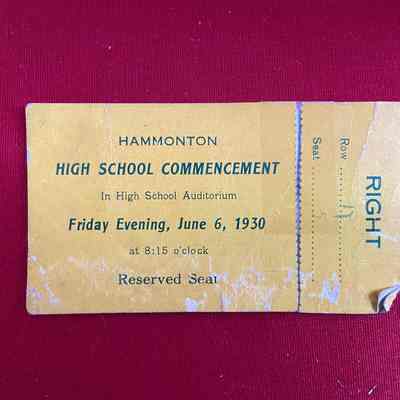 HAMMONTON
HIGH SCHOOL COMMENCEMENT
In High School Auditorium
Friday Evening, June 6, 1930
at 8:15 o'clock
Reserved Seat
RIGHT
Row
Seat